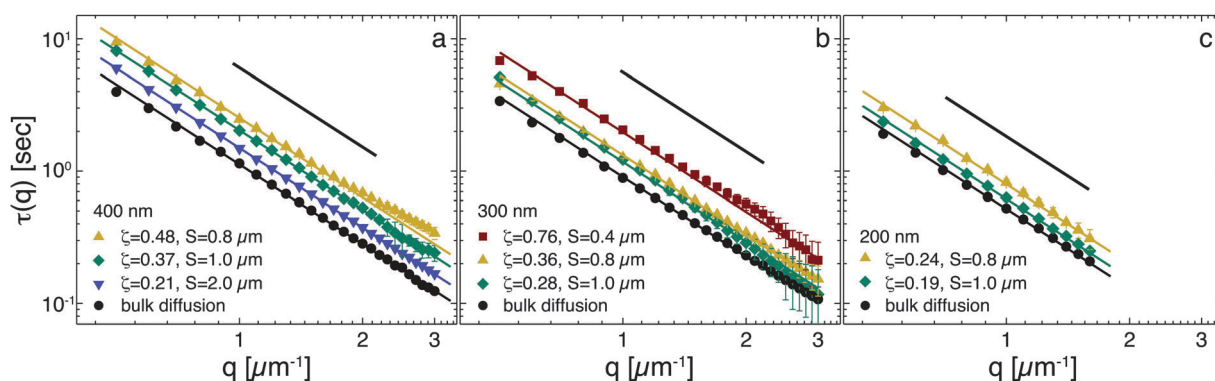 a
b
c
10¹
10⁰
10⁻¹
τ(q) [sec]
400 nm
ζ=0.48, S=0.8 µm
ζ=0.37, S=1.0 µm
ζ=0.21, S=2.0 µm
bulk diffusion
300 nm
ζ=0.76, S=0.4 µm
ζ=0.36, S=0.8 µm
ζ=0.28, S=1.0 µm
bulk diffusion
200 nm
ζ=0.24, S=0.8 µm
ζ=0.19, S=1.0 µm
bulk diffusion
1 2 3
1 2 3
1 2 3
q [µm⁻¹]
q [µm⁻¹]
q [µm⁻¹]